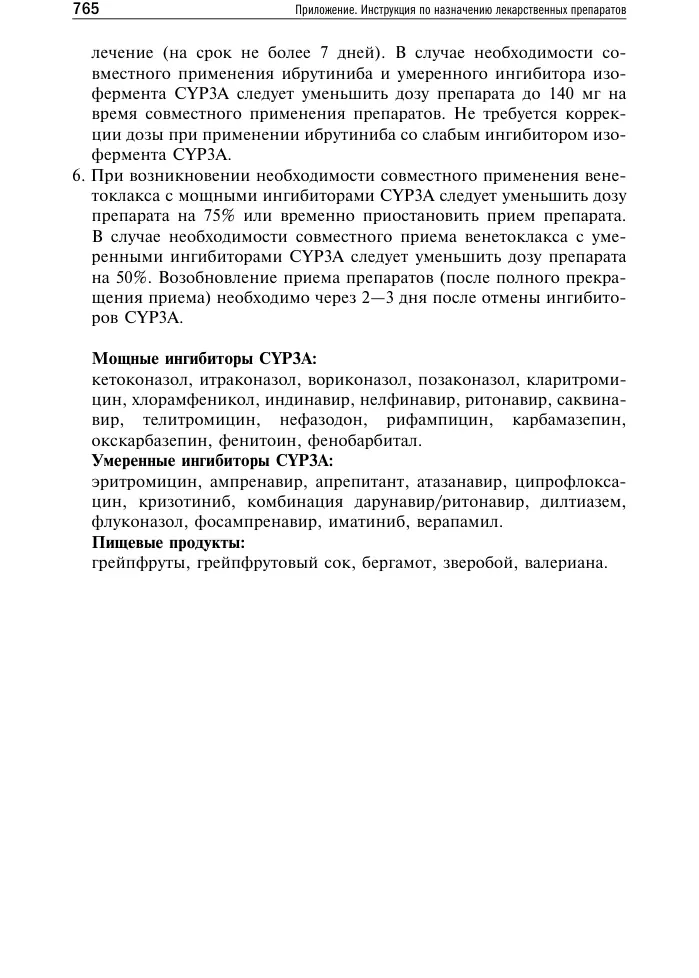 765
Приложение. Инструкция по назначению лекарственных препаратов
лечение (на срок не более 7 дней). В случае необходимости со-
вместного применения ибрутиниба и умеренного ингибитора изо-
фермента CYP3A следует уменьшить дозу препарата до 140 мг на
время совместного применения препаратов. Не требуется коррек-
ции дозы при применении ибрутиниба со слабым ингибитором изо-
фермента CYP3A.
6. При возникновении необходимости совместного применения вене-
токлакса с мощными ингибиторами CYP3A следует уменьшить дозу
препарата на 75% или временно приостановить прием препарата.
В случае необходимости совместного приема венетоклакса с уме-
ренными ингибиторами CYP3A следует уменьшить дозу препарата
на 50%. Возобновление приема препаратов (после полного прекра-
щения приема) необходимо через 2—3 дня после отмены ингибито-
ров CYP3A.
Мощные ингибиторы CYP3A:
кетоконазол, итраконазол, вориконазол, позаконазол, кларитроми-
цин, хлорамфеникол, индинавир, нелфинавир, ритонавир, саквина-
вир, телитромицин, нефазодон, рифампицин, карбамазепин,
окскарбазепин, фенитоин, фенобарбитал.
Умеренные ингибиторы CYP3A:
эритромицин, ампренавир, апрепитант, атазанавир, ципрофлокса-
цин, кризотиниб, комбинация дарунавир/ритонавир, дилтиазем,
флуконазол, фосампренавир, иматиниб, верапамил.
Пищевые продукты:
грейпфруты, грейпфрутовый сок, бергамот, зверобой, валериана.